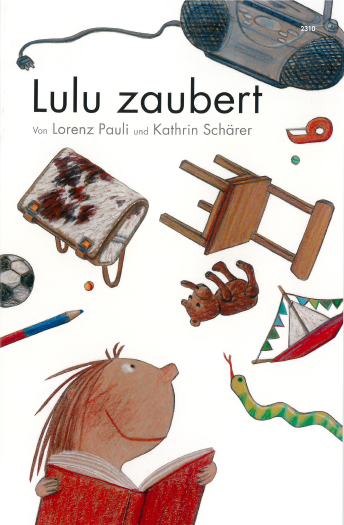 2310
Lulu zaubert
Von Lorenz Pauli und Kathrin Schärer